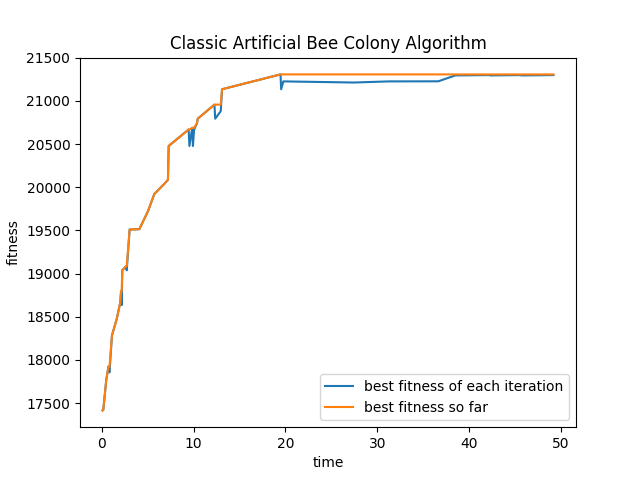 Classic Artificial Bee Colony Algorithm
21500
21000
20500
20000
19500
19000
18500
18000
17500
fitness
0 10 20 30 40 50
time
best fitness of each iteration
best fitness so far